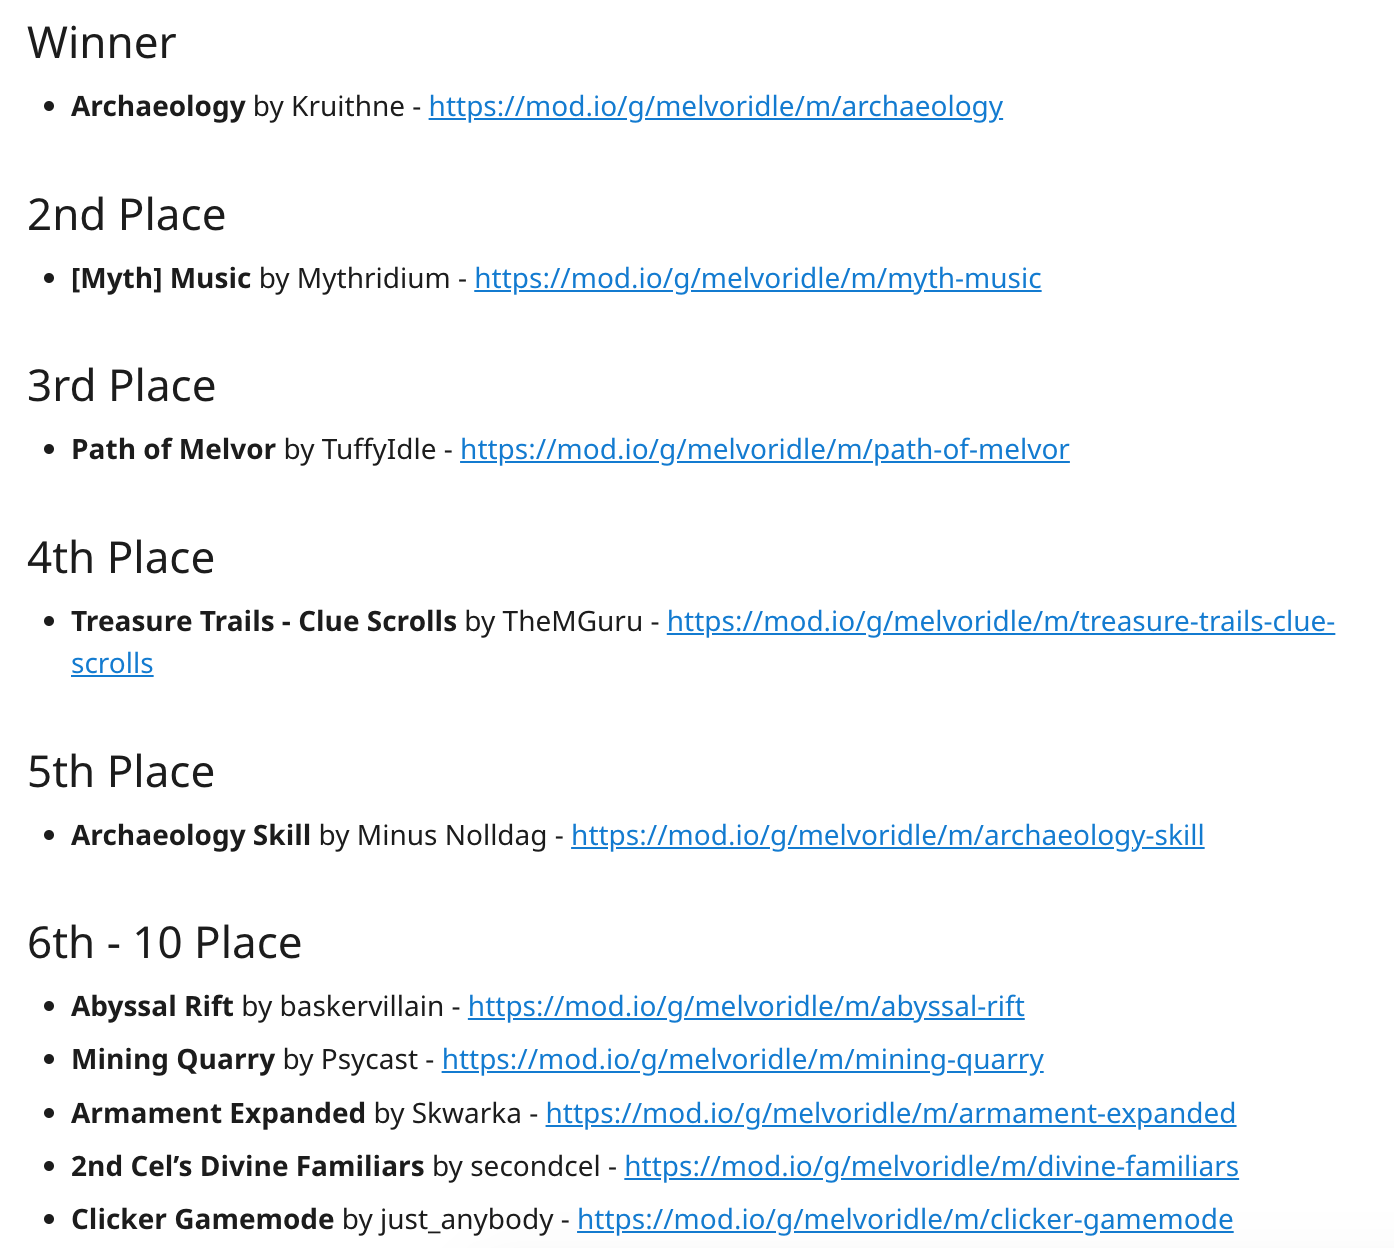 Winner
• Archaeology by Kruithne - https://mod.io/g/melvoridle/m/archaeology
2nd Place
• [Myth] Music by Mythridium - https://mod.io/g/melvoridle/m/myth-music
3rd Place
• Path of Melvor by TuffyIdle - https://mod.io/g/melvoridle/m/path-of-melvor
4th Place
• Treasure Trails - Clue Scrolls by TheMGuru - https://mod.io/g/melvoridle/m/treasure-trails-clue-
scrolls
5th Place
• Archaeology Skill by Minus Nolldag - https://mod.io/g/melvoridle/m/archaeology-skill
6th - 10 Place
• Abyssal Rift by baskervillain - https://mod.io/g/melvoridle/m/abyssal-rift
• Mining Quarry by Psycast - https://mod.io/g/melvoridle/m/mining-quarry
• Armament Expanded by Skwarka - https://mod.io/g/melvoridle/m/armament-expanded
• 2nd Cel’s Divine Familiars by secondcel - https://mod.io/g/melvoridle/m/divine-familiars
• Clicker Gamemode by just_anybody - https://mod.io/g/melvoridle/m/clicker-gamemode